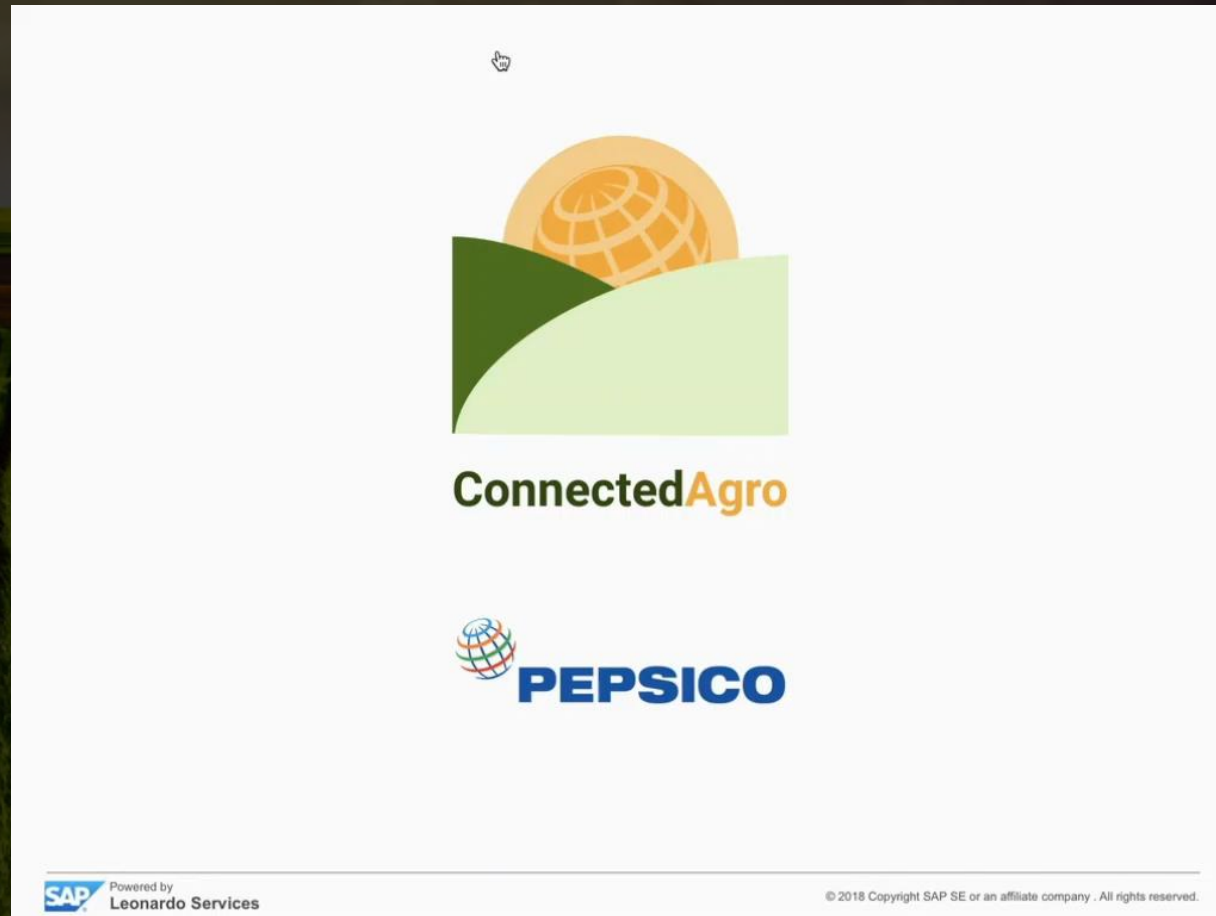 ConnectedAgro
PEPSICO
SAP
Powered by
Leonardo Services
© 2018 Copyright SAP SE or an affiliate company . All rights reserved.